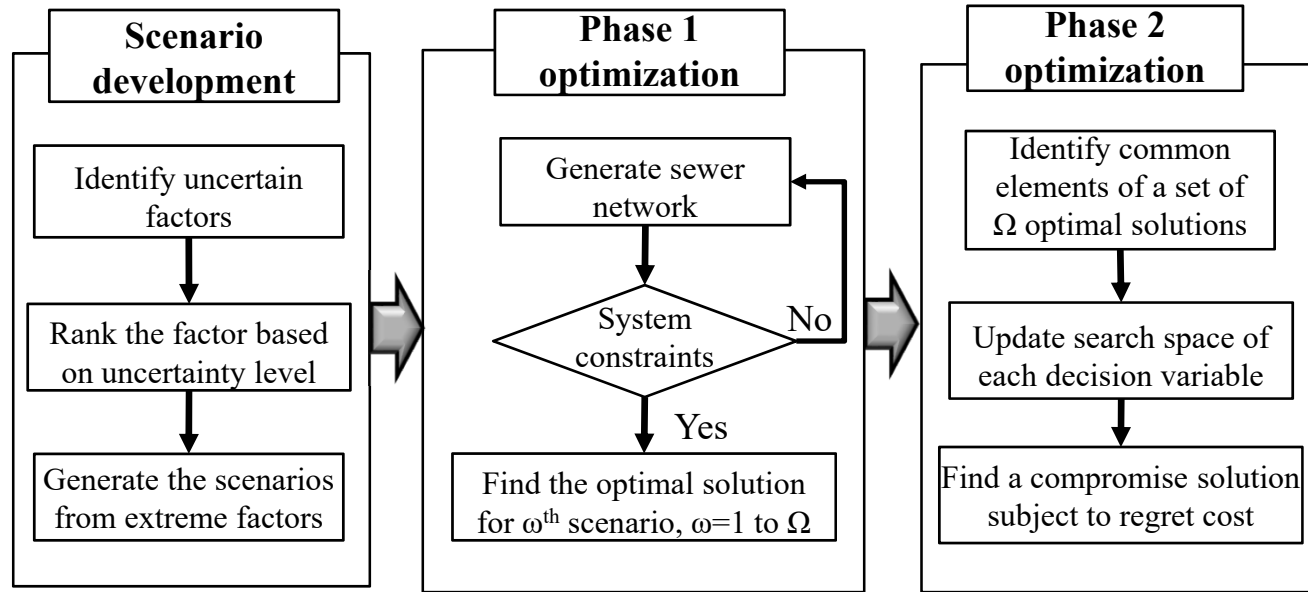 Scenario
development
Identify uncertain
factors
Rank the factor based
on uncertainty level
Generate the scenarios
from extreme factors
Phase 1
optimization
Generate sewer
network
System
constraints
No
Yes
Find the optimal solution
for ωth scenario, ω=1 to Ω
Phase 2
optimization
Identify common
elements of a set of
Ω optimal solutions
Update search space of
each decision variable
Find a compromise solution
subject to regret cost